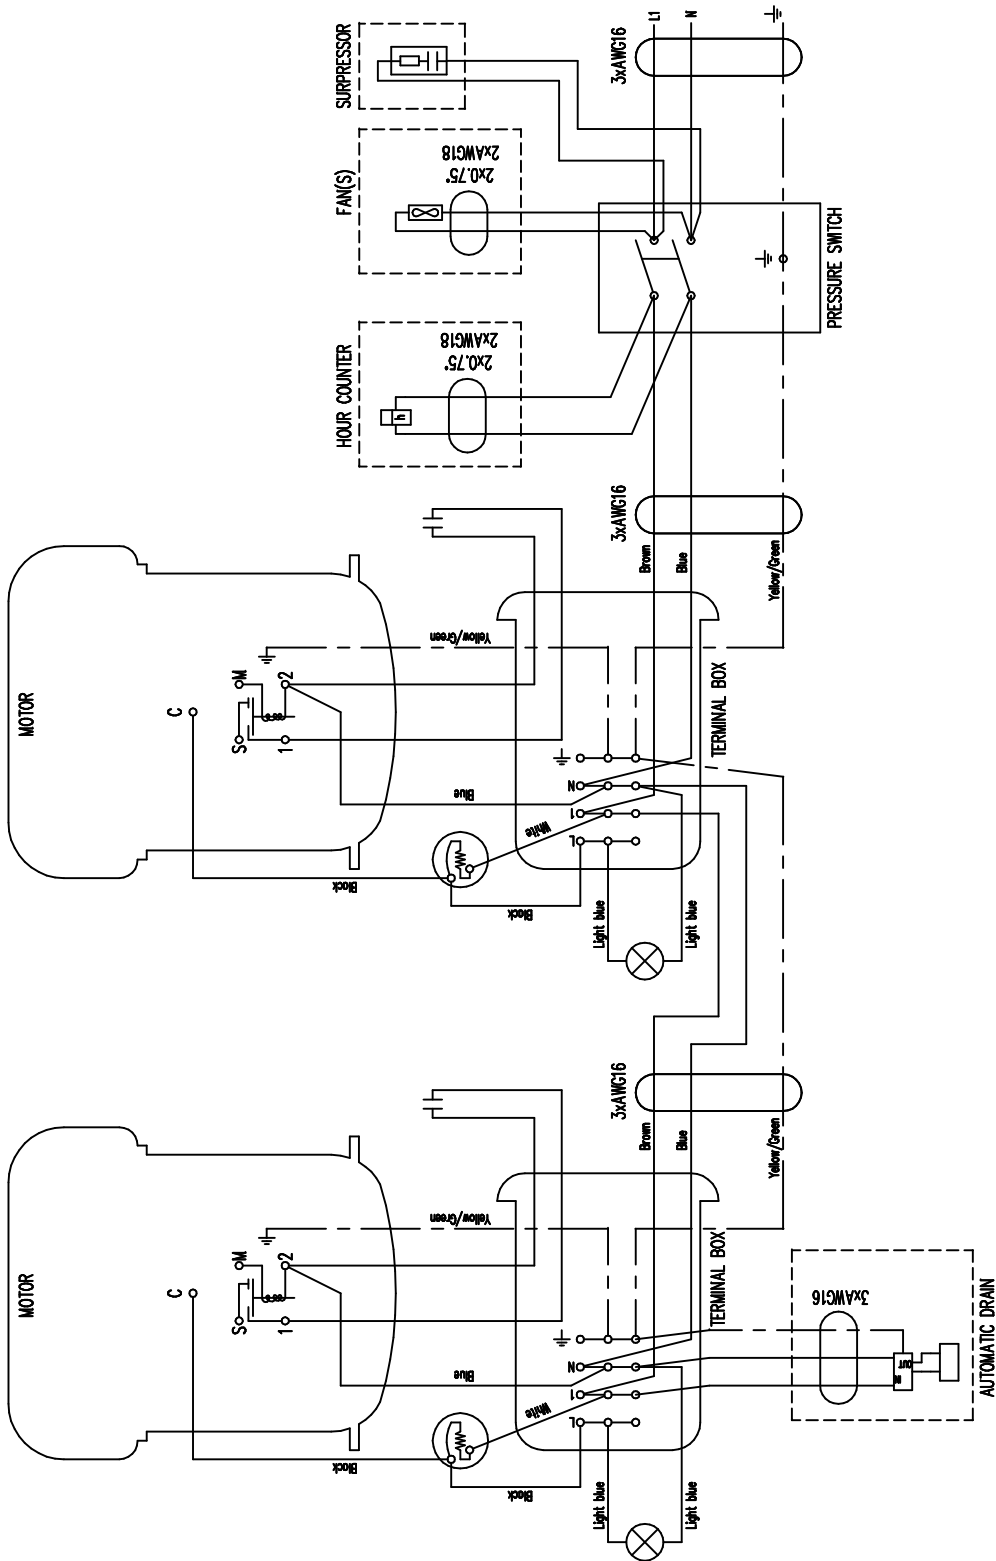 SURPRESSOR
L1
N
3xAWG16
FAN(S)
2xAWG18
2x0.75°
PRESSURE SWITCH
HOUR COUNTER
2xAWG18
2x0.75°
h
3xAWG16
Brown
Blue
Yellow/Green
MOTOR
C
M
S
2
1
Yellow/Green
TERMINAL BOX
N
1
L
Blue
White
Black
Black
Light blue
Light blue
3xAWG16
Brown
Blue
Yellow/Green
MOTOR
C
M
S
2
1
Yellow/Green
TERMINAL BOX
N
1
L
Blue
White
Black
Black
Light blue
Light blue
3xAWG16
IN
OUT
AUTOMATIC DRAIN